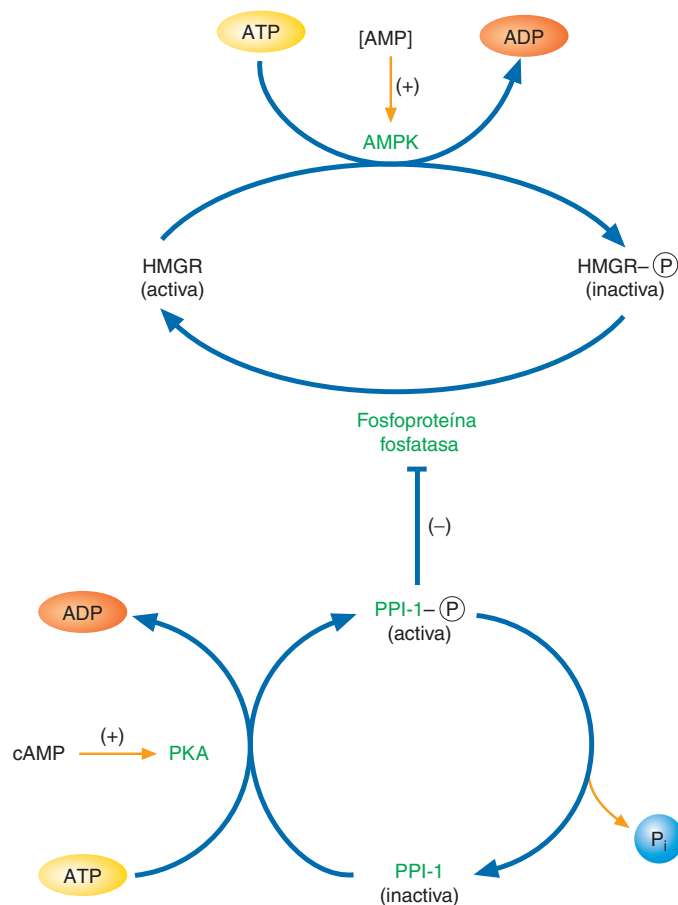 ATP
[AMP]
ADP
(+)
AMPK
HMGR
(activa)
HMGR–P
(inactiva)
Fosfoproteína
fosfatasa
(–)
ADP
PPI-1–P
(activa)
cAMP
(+)
PKA
Pi
ATP
PPI-1
(inactiva)